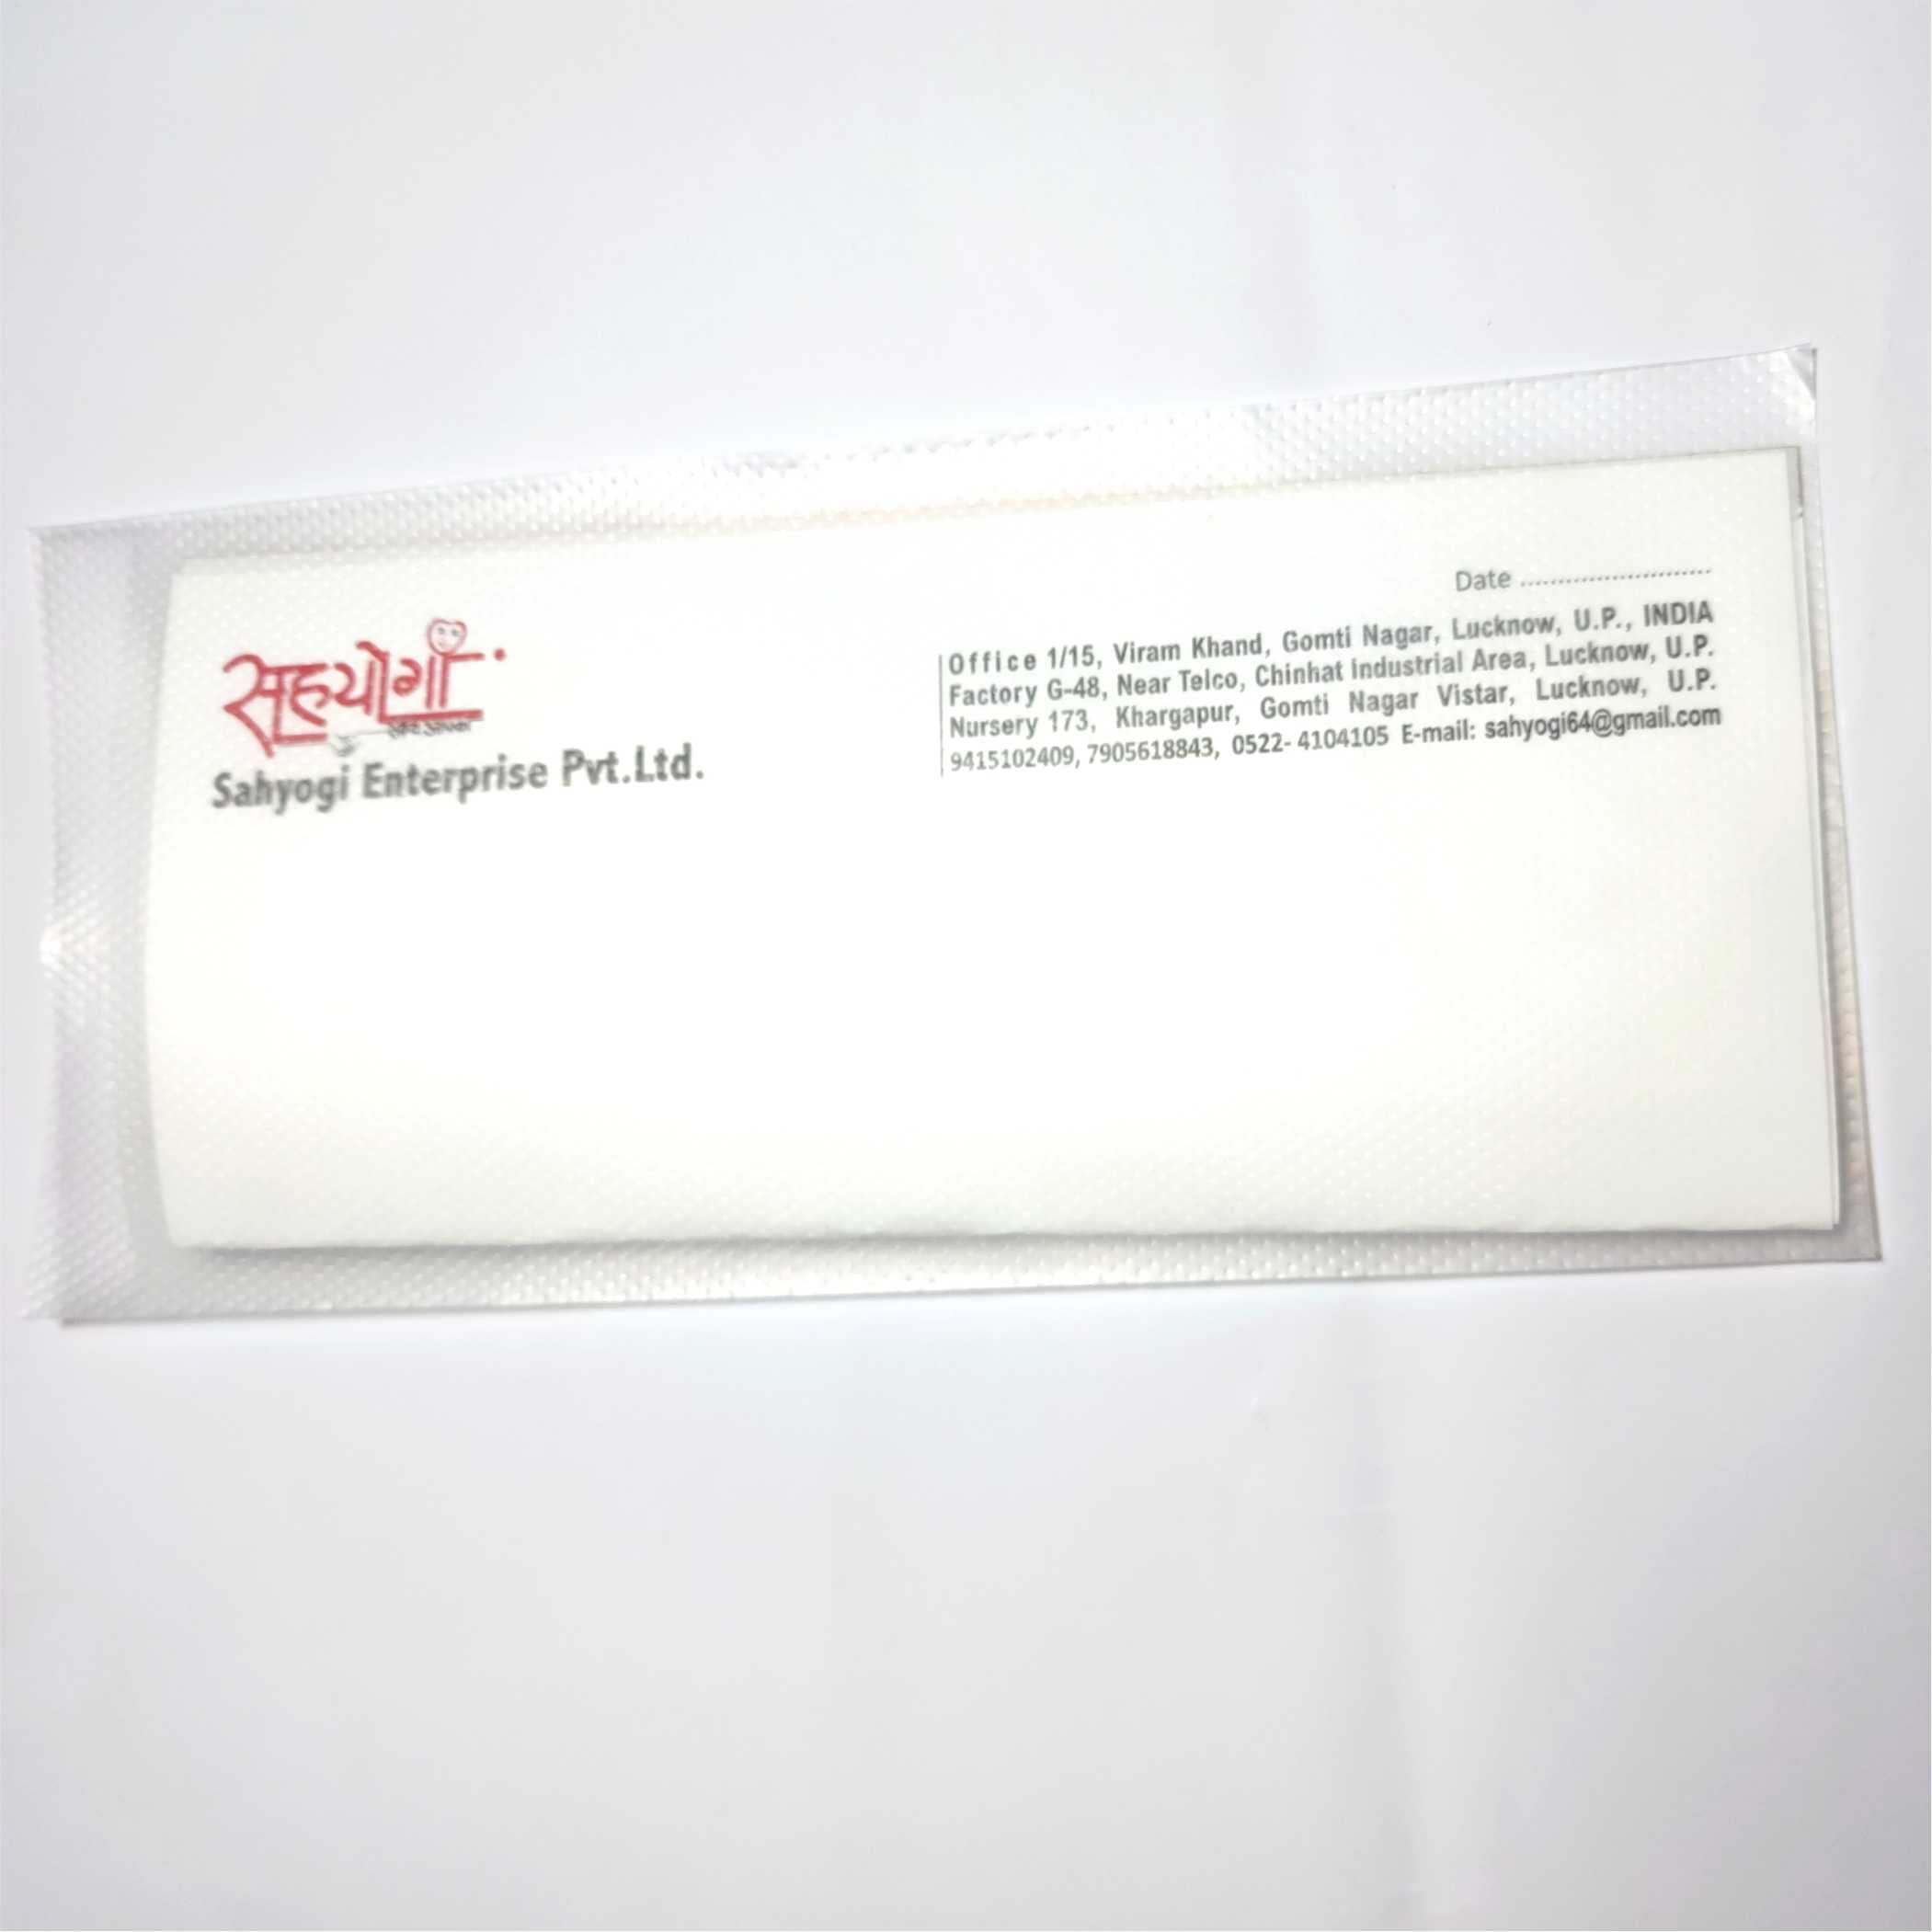 सहयोगी
Sahyogi Enterprise Pvt.Ltd.
Date ..........................
Office 1/15, Viram Khand, Gomti Nagar, Lucknow, U.P., INDIA
Factory G-48, Near Telco, Chinhat Industrial Area, Lucknow, U.P.
Nursery 173, Khargapur, Gomti Nagar Vistar, Lucknow, U.P.
9415102409, 7905618843, 0522- 4104105 E-mail: sahyogi64@gmail.com